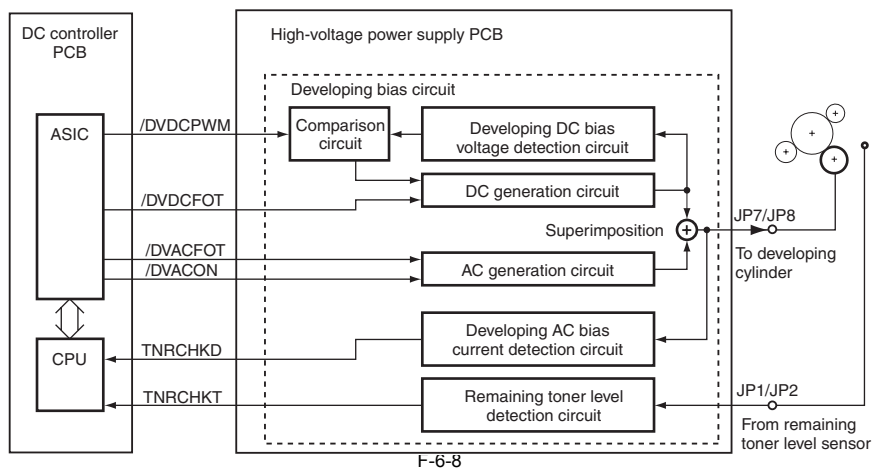 DC controller
PCB
High-voltage power supply PCB
Developing bias circuit
ASIC
/DVDCPWM
Comparison
circuit
Developing DC bias
voltage detection circuit
DC generation circuit
/DVDCFOT
Superimposition
JP7/JP8
To developing
cylinder
/DVACFOT
/DVACON
AC generation circuit
Developing AC bias
current detection circuit
CPU
TNRCHKD
TNRCHKT
Remaining toner level
detection circuit
JP1/JP2
From remaining
toner level sensor
F-6-8